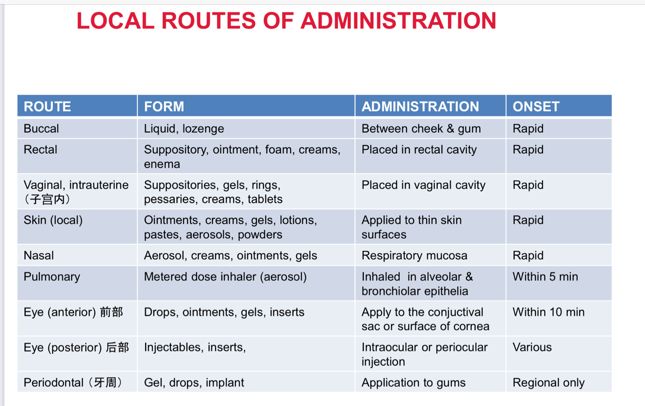 LOCAL ROUTES OF ADMINISTRATION
ROUTE FORM ADMINISTRATION ONSET
Buccal Liquid, lozenge Between cheek & gum Rapid
Rectal Suppository, ointment, foam, creams, Placed in rectal cavity Rapid
enema
Vaginal, intrauterine Suppositories, gels, rings, Placed in vaginal cavity Rapid
（子宫内） pessaries, creams, tablets
Skin (local) Ointments, creams, gels, lotions, Applied to thin skin Rapid
pastes, aerosols, powders surfaces
Nasal Aerosol, creams, ointments, gels Respiratory mucosa Rapid
Pulmonary Metered dose inhaler (aerosol) Inhaled in alveolar & Within 5 min
bronchiolar epithelia
Eye (anterior) 前部 Drops, ointments, gels, inserts Apply to the conjuctival Within 10 min
sac or surface of cornea
Eye (posterior) 后部 Injectables, inserts, Intraocular or periocular Various
injection
Periodontal（牙周） Gel, drops, implant Application to gums Regional only